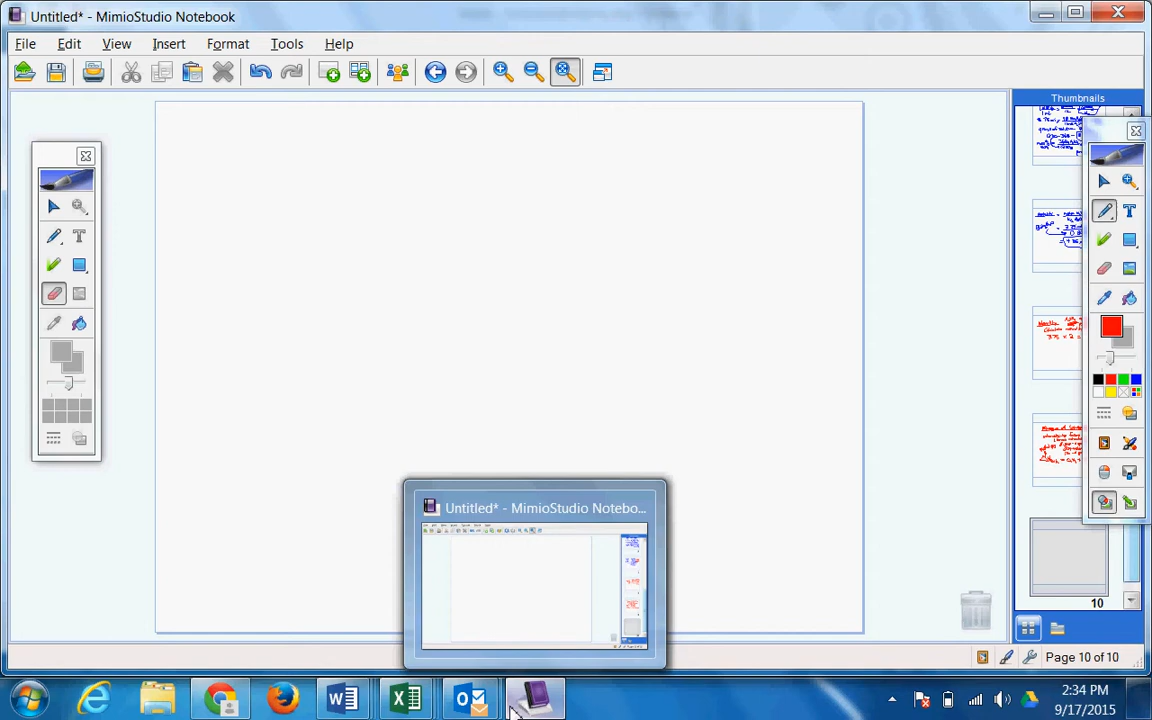 Untitled* - MimioStudio Notebook
File Edit View Insert Format Tools Help
Thumbnails
Untitled* - MimioStudio Notebo...
10
Page 10 of 10
2:34 PM
9/17/2015